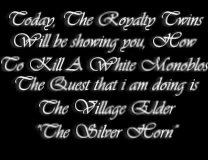 Today, The Royalty Twins
Will be showing you, How
To Kill A White Monoblos
The Quest that i am doing is
The Village Elder
"The Silver Horn"